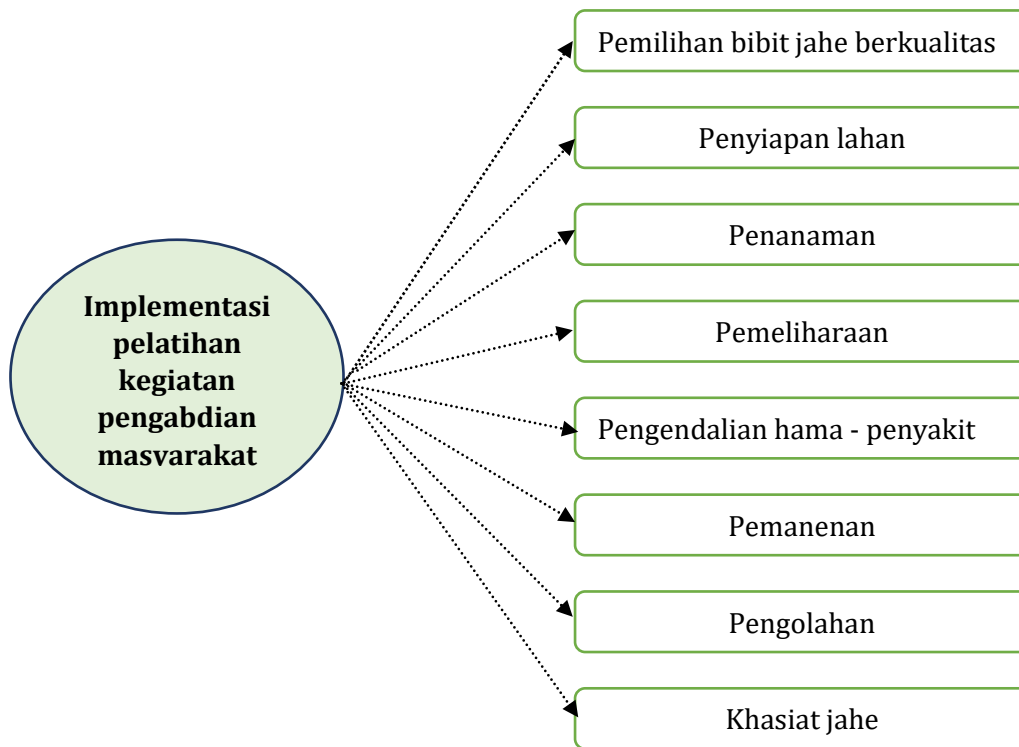 Pemilihan bibit jahe berkualitas
Penyiapan lahan
Penanaman
Implementasi
pelatihan
kegiatan
pengabdian
masvarakat
Pemeliharaan
Pengendalian hama - penyakit
Pemanenan
Pengolahan
Khasiat jahe